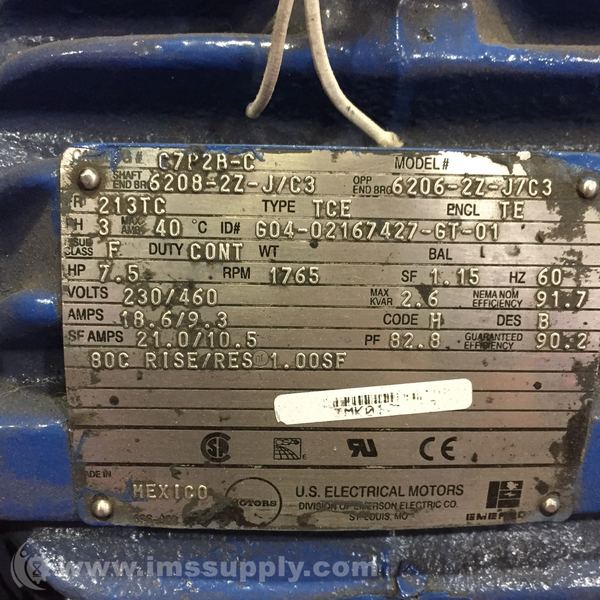 C7P2B-C MODEL#
SHAFT END BRG 6208-2Z-J/C3 OPP END BRG 6206-2Z-J/C3
FR 213TC TYPE TCE ENCL TE
PH 3 MAX AMB 40 °C ID# G04-02167427-GT-01
INSUL CLASS F DUTY CONT WT BAL
HP 7.5 RPM 1765 SF 1.15 HZ 60
VOLTS 230/460 MAX KVAR 2.6 NEMA NOM EFFICIENCY 91.7
AMPS 18.6/9.3 CODE H DES B
SF AMPS 21.0/10.5 PF 82.8 GUARANTEED EFFICIENCY 90.2
80C RISE/RES@1.00SF
MADE IN
MEXICO MOTORS U.S. ELECTRICAL MOTORS
DIVISION OF EMERSON ELECTRIC CO.
ST. LOUIS, MO
www.imssupply.com